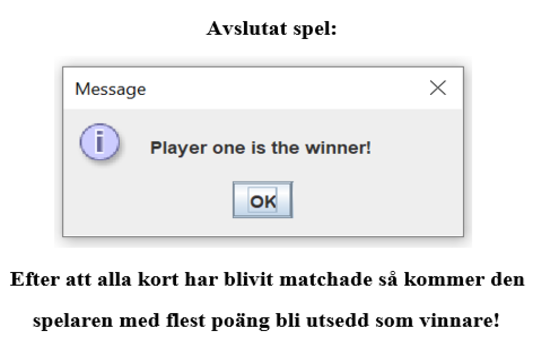 Avslutat spel:
Message
Player one is the winner!
OK
Efter att alla kort har blivit matchade så kommer den
spelaren med flest poäng bli utsedd som vinnare!